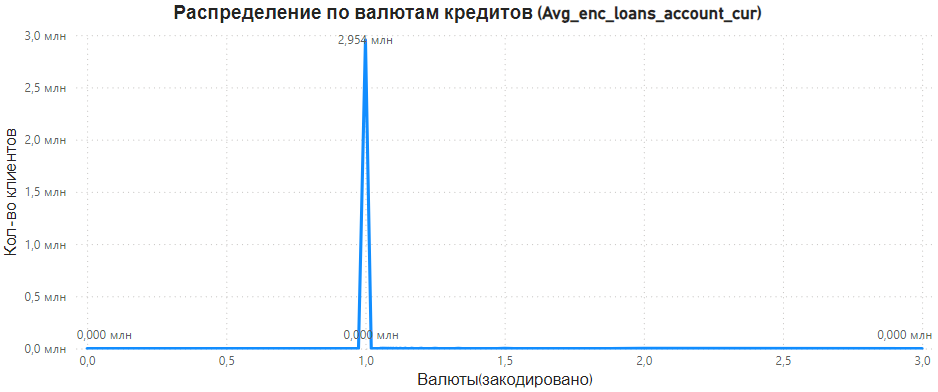 Распределение по валютам кредитов (Avg_enc_loans_account_cur)
Кол-во клиентов
3,0 млн
2,5 млн
2,0 млн
1,5 млн
1,0 млн
0,5 млн
0,0 млн
2,954 млн
0,000 млн
0,000 млн
0,000 млн
0,0
0,5
1,0
1,5
2,0
2,5
3,0
Валюты(закодировано)